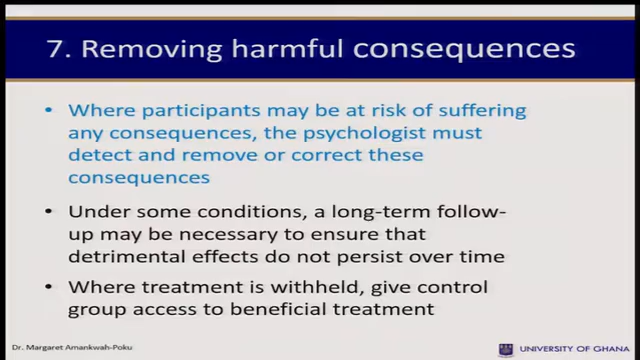 7. Removing harmful consequences
• Where participants may be at risk of suffering
any consequences, the psychologist must
detect and remove or correct these
consequences
• Under some conditions, a long-term follow-
up may be necessary to ensure that
detrimental effects do not persist over time
• Where treatment is withheld, give control
group access to beneficial treatment
Dr. Margaret Amankwah-Poku
UNIVERSITY OF GHANA